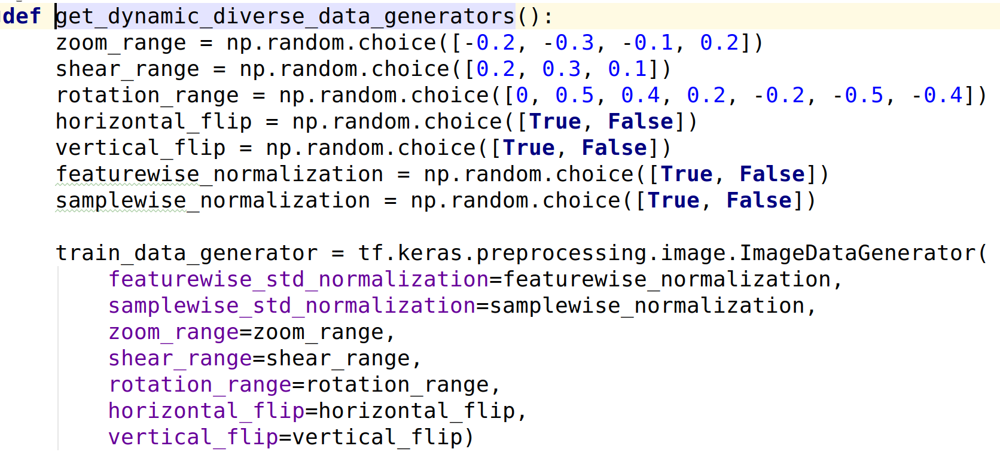 def get_dynamic_diverse_data_generators():
    zoom_range = np.random.choice([-0.2, -0.3, -0.1, 0.2])
    shear_range = np.random.choice([0.2, 0.3, 0.1])
    rotation_range = np.random.choice([0, 0.5, 0.4, 0.2, -0.2, -0.5, -0.4])
    horizontal_flip = np.random.choice([True, False])
    vertical_flip = np.random.choice([True, False])
    featurewise_normalization = np.random.choice([True, False])
    samplewise_normalization = np.random.choice([True, False])

    train_data_generator = tf.keras.preprocessing.image.ImageDataGenerator(
        featurewise_std_normalization=featurewise_normalization,
        samplewise_std_normalization=samplewise_normalization,
        zoom_range=zoom_range,
        shear_range=shear_range,
        rotation_range=rotation_range,
        horizontal_flip=horizontal_flip,
        vertical_flip=vertical_flip)